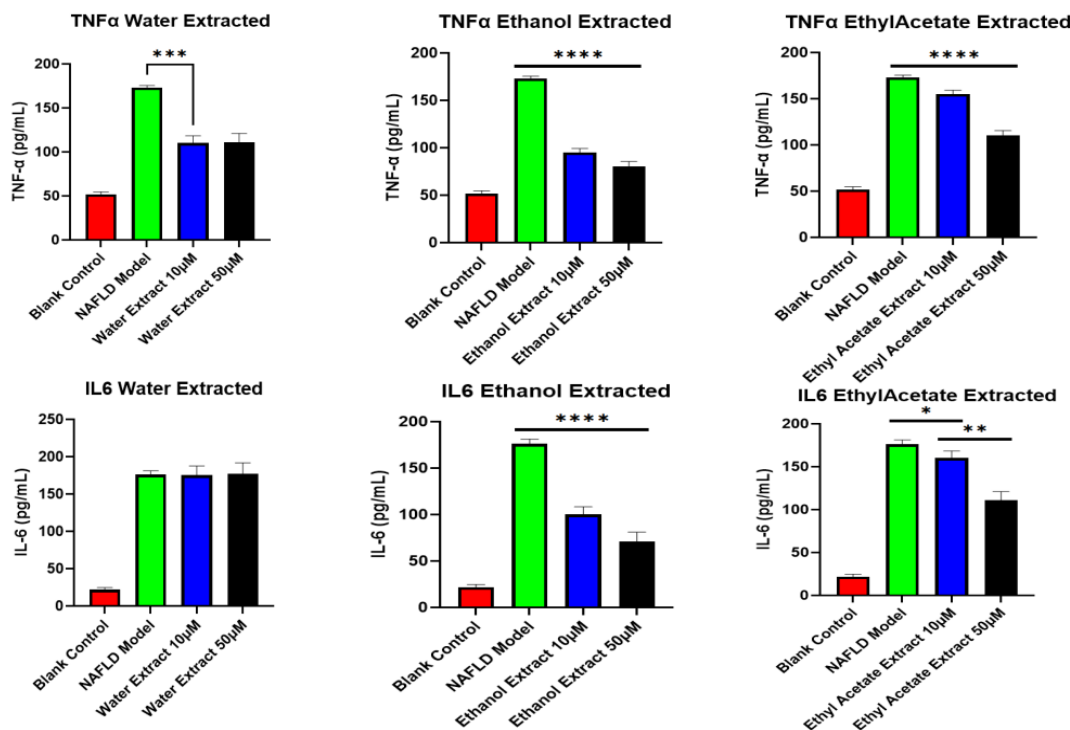 TNFα Water Extracted
***
TNF-α (pg/mL)
200
150
100
50
0
Blank Control
NAFLD Model
Water Extract 10µM
Water Extract 50µM
TNFα Ethanol Extracted
****
TNF-α (pg/mL)
200
150
100
50
0
Blank Control
NAFLD Model
Ethanol Extract 10µM
Ethanol Extract 50µM
TNFα EthylAcetate Extracted
****
TNF-α (pg/mL)
200
150
100
50
0
Blank Control
NAFLD Model
Ethyl Acetate Extract 10µM
Ethyl Acetate Extract 50µM
IL6 Water Extracted
IL-6 (pg/mL)
250
200
150
100
50
0
Blank Control
NAFLD Model
Water Extract 10µM
Water Extract 50µM
IL6 Ethanol Extracted
****
IL-6 (pg/mL)
200
150
100
50
0
Blank Control
NAFLD Model
Ethanol Extract 10µM
Ethanol Extract 50µM
IL6 EthylAcetate Extracted
*
**
IL-6 (pg/mL)
200
150
100
50
0
Blank Control
NAFLD Model
Ethyl Acetate Extract 10µM
Ethyl Acetate Extract 50µM